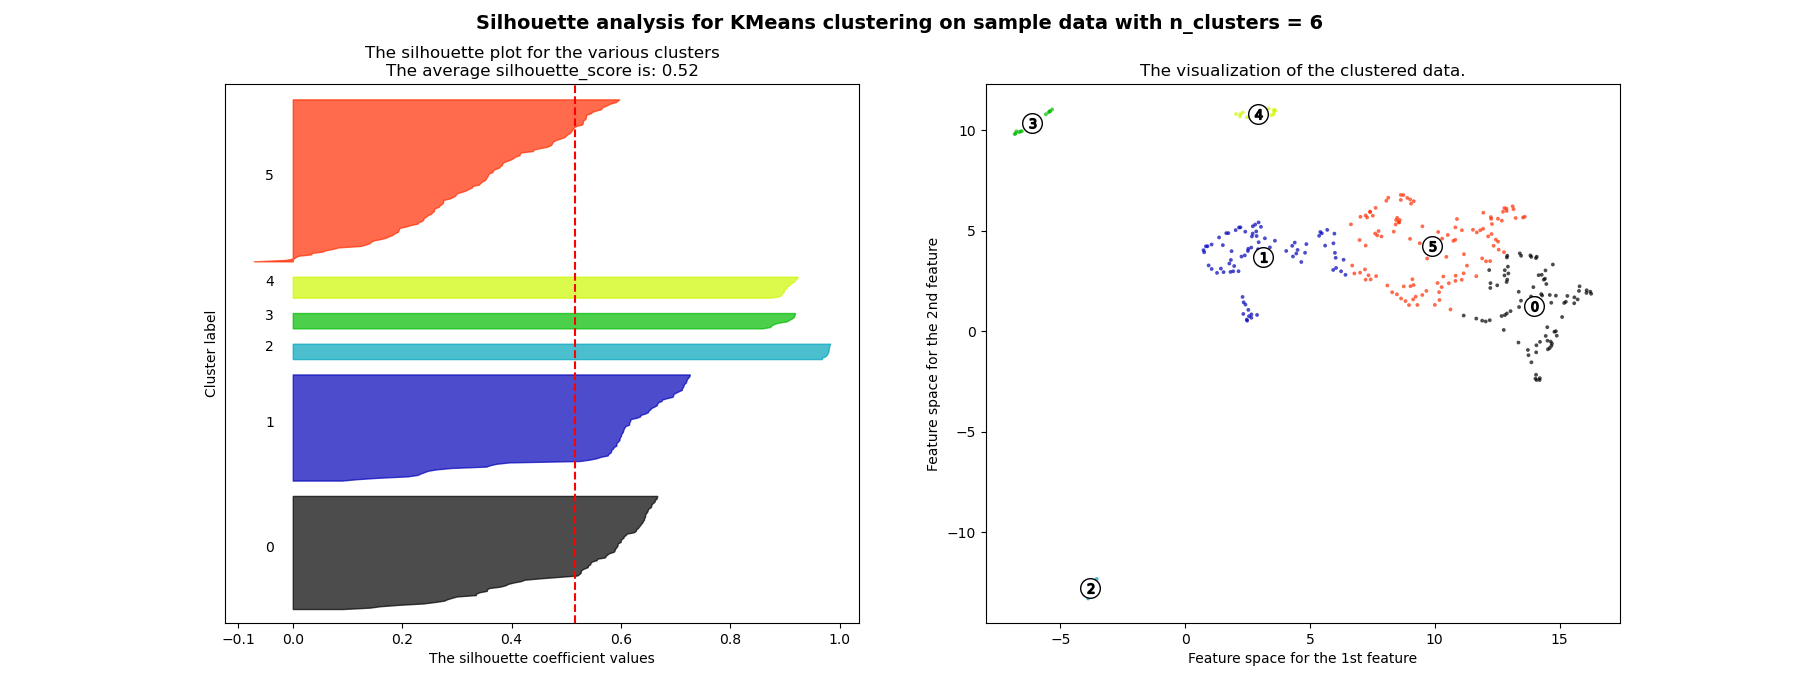 Silhouette analysis for KMeans clustering on sample data with n_clusters = 6
The silhouette plot for the various clusters
The average silhouette_score is: 0.52
Cluster label
5
4
3
2
1
0
−0.1 0.0 0.2 0.4 0.6 0.8 1.0
The silhouette coefficient values
The visualization of the clustered data.
Feature space for the 2nd feature
10
5
0
−5
−10
3
4
5
1
0
2
−5 0 5 10 15
Feature space for the 1st feature